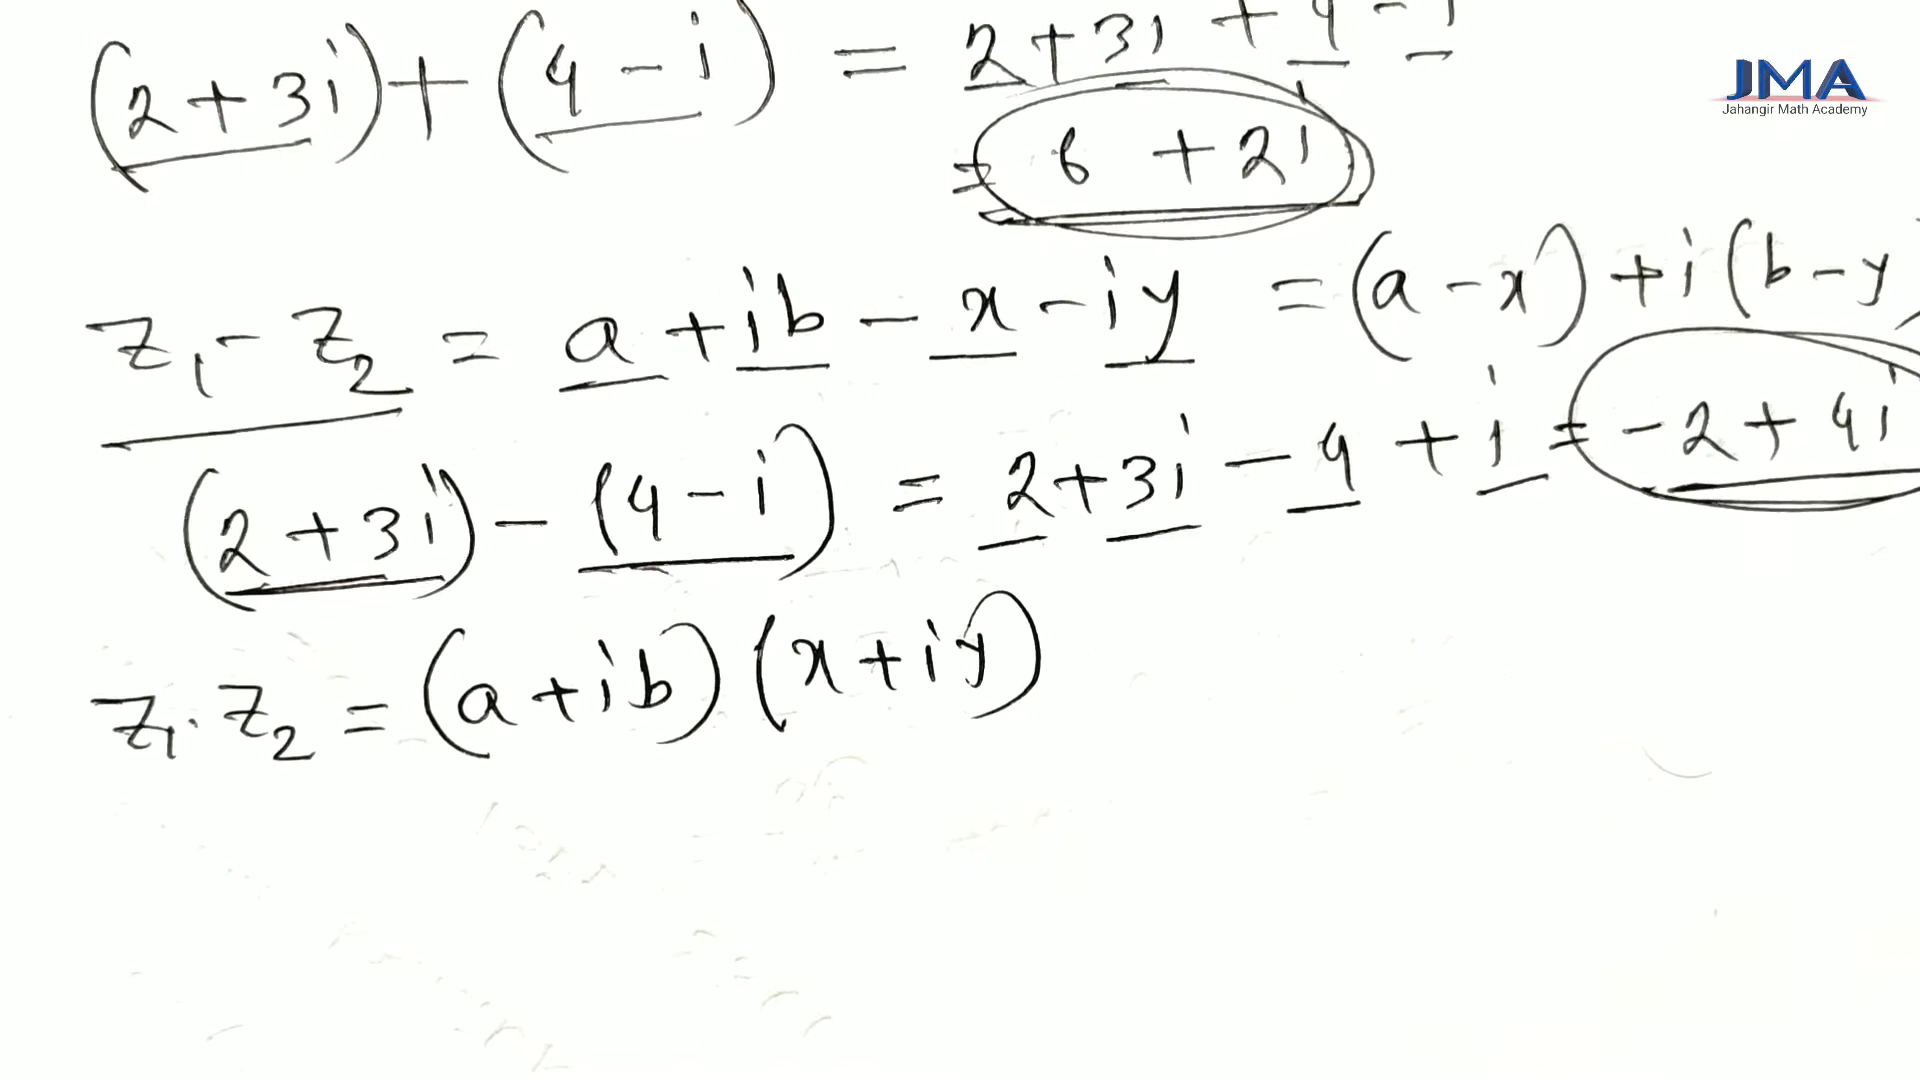 (2+3i)+(4-i) = 2+3i+4-i
= 6+2i
JMA
Jahangir Math Academy
z₁-z₂ = a+ib-x-iy = (a-x)+i(b-y)
(2+3i)-(4-i) = 2+3i-4+i = -2+4i
z₁.z₂ = (a+ib)(x+iy)